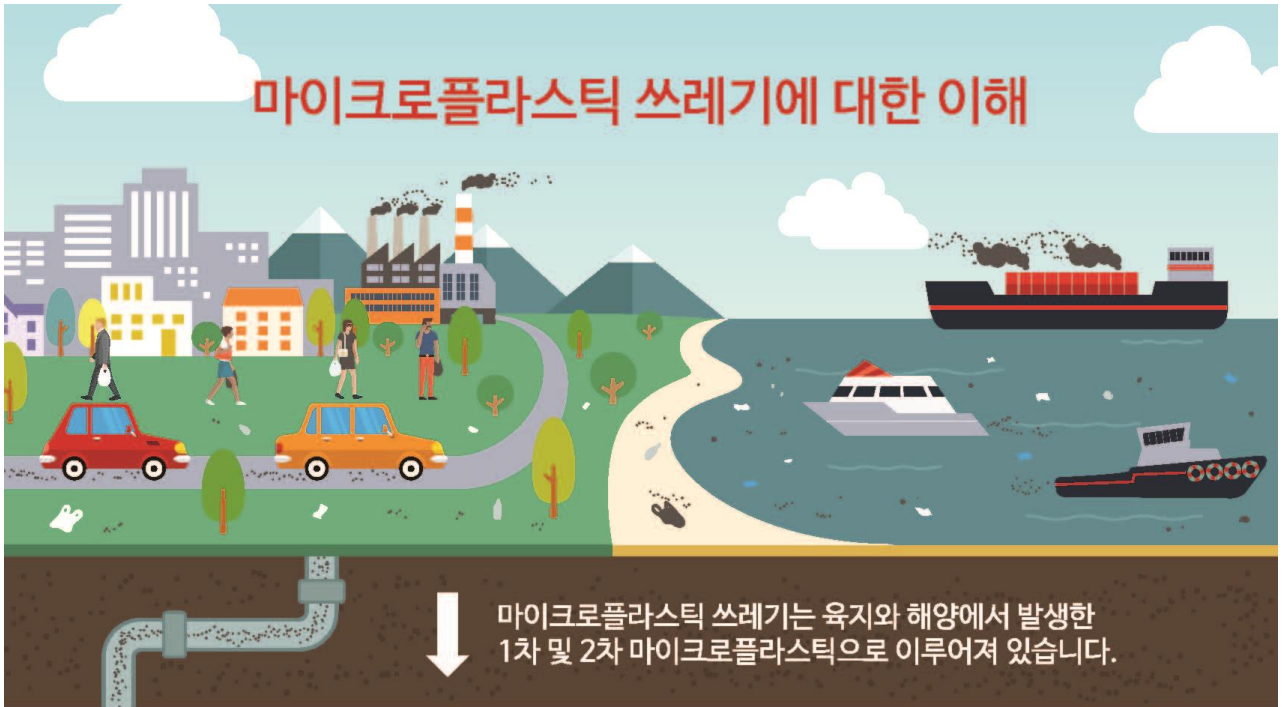 마이크로플라스틱 쓰레기에 대한 이해
마이크로플라스틱 쓰레기는 육지와 해양에서 발생한
1차 및 2차 마이크로플라스틱으로 이루어져 있습니다.